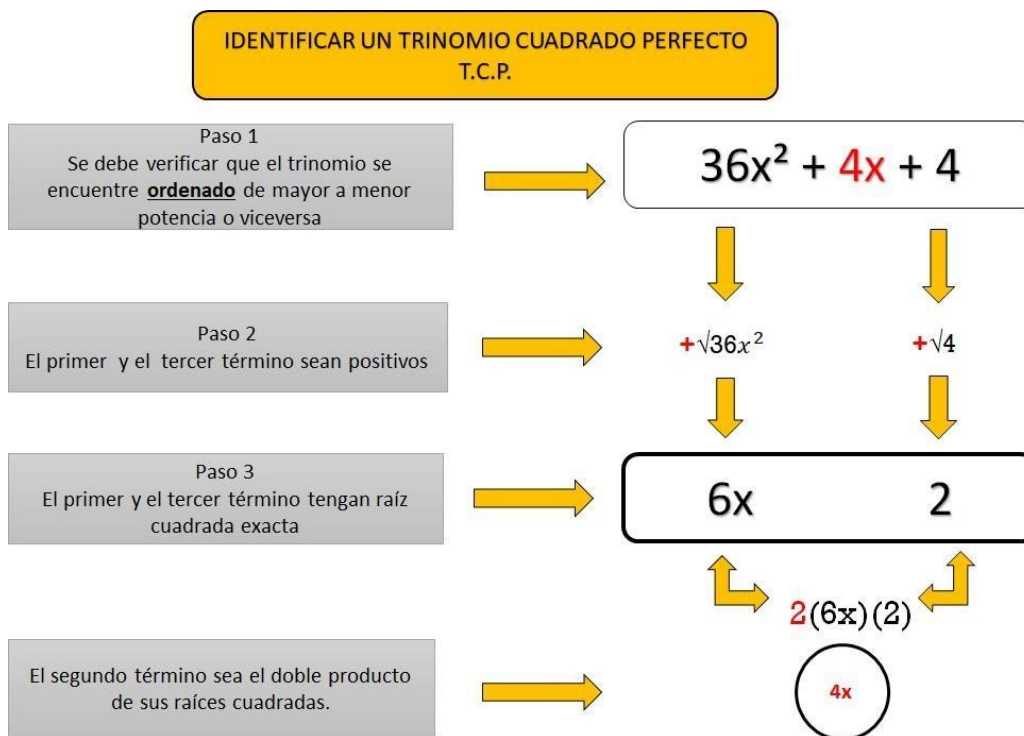 IDENTIFICAR UN TRINOMIO CUADRADO PERFECTO
T.C.P.
Paso 1
Se debe verificar que el trinomio se
encuentre ordenado de mayor a menor
potencia o viceversa
36x² + 4x + 4
Paso 2
El primer y el tercer término sean positivos
+√36x²
+√4
Paso 3
El primer y el tercer término tengan raíz
cuadrada exacta
6x
2
2(6x)(2)
El segundo término sea el doble producto
de sus raíces cuadradas.
4x